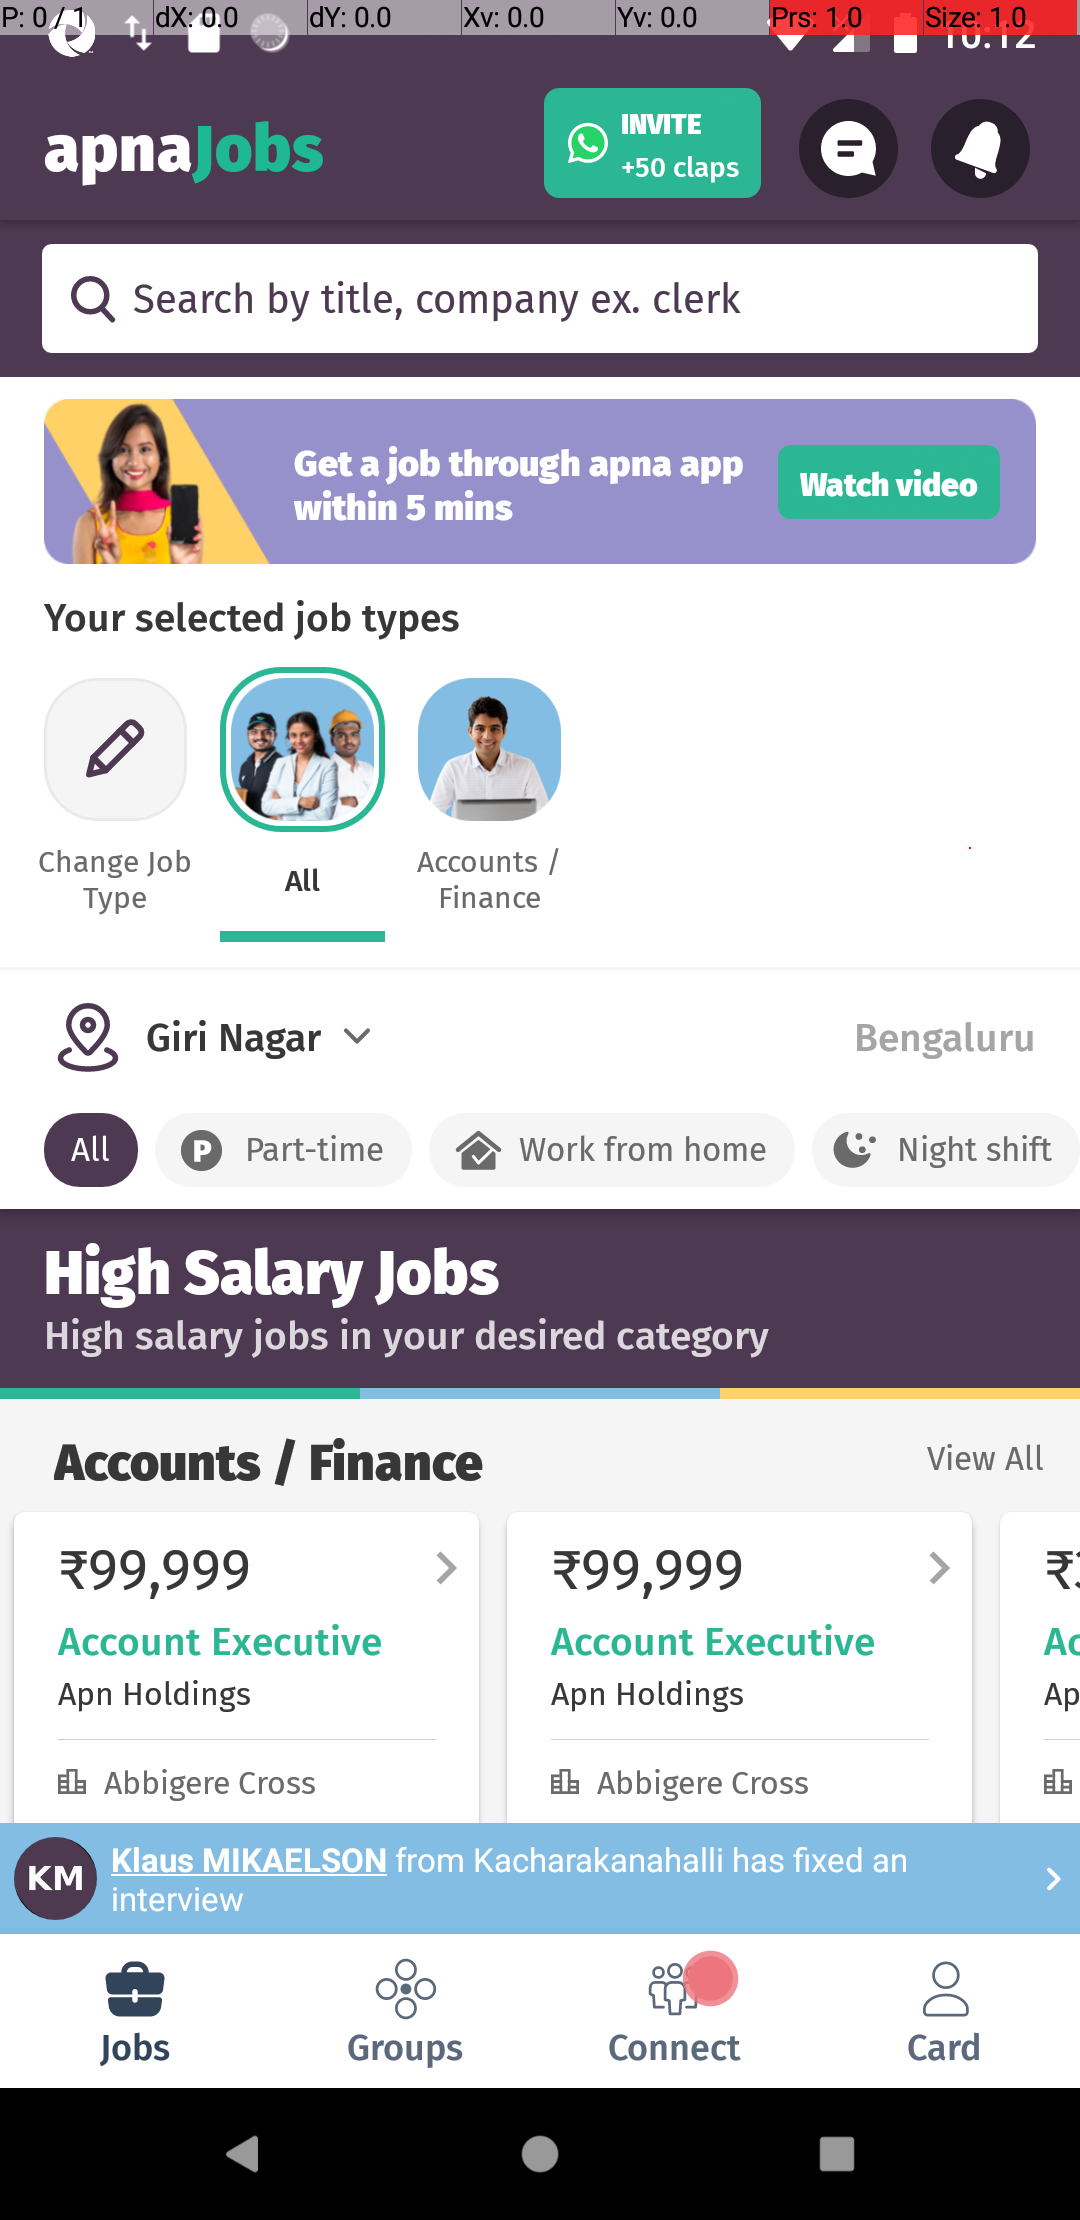 P: 0 / 1 dX: 0.0 dY: 0.0 Xv: 0.0 Yv: 0.0 Prs: 1.0 Size: 1.0
10:12
apnaJobs
INVITE
+50 claps
Search by title, company ex. clerk
Get a job through apna app
within 5 mins
Watch video
Your selected job types
Change Job
Type
All
Accounts /
Finance
Giri Nagar
Bengaluru
All
P Part-time
Work from home
Night shift
High Salary Jobs
High salary jobs in your desired category
Accounts / Finance
View All
₹99,999
Account Executive
Apn Holdings
Abbigere Cross
₹99,999
Account Executive
Apn Holdings
Abbigere Cross
KM
Klaus MIKAELSON from Kacharakanahalli has fixed an
interview
Jobs
Groups
Connect
Card